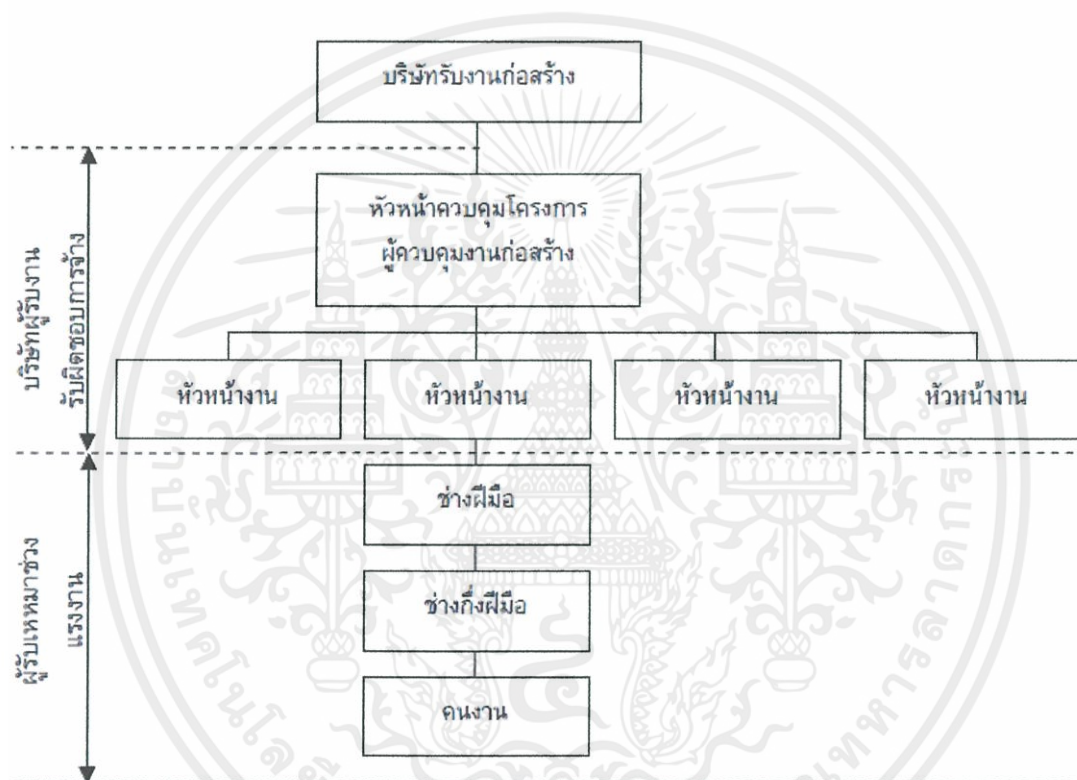 บริษัทรับงานก่อสร้าง
หัวหน้าควบคุมโครงการ
ผู้ควบคุมงานก่อสร้าง
บริษัทผู้รับงาน
รับผิดชอบการจ้าง
หัวหน้างาน
หัวหน้างาน
หัวหน้างาน
หัวหน้างาน
ผู้รับเหมาช่วง
แรงงาน
ช่างฝีมือ
ช่างกึ่งฝีมือ
คนงาน